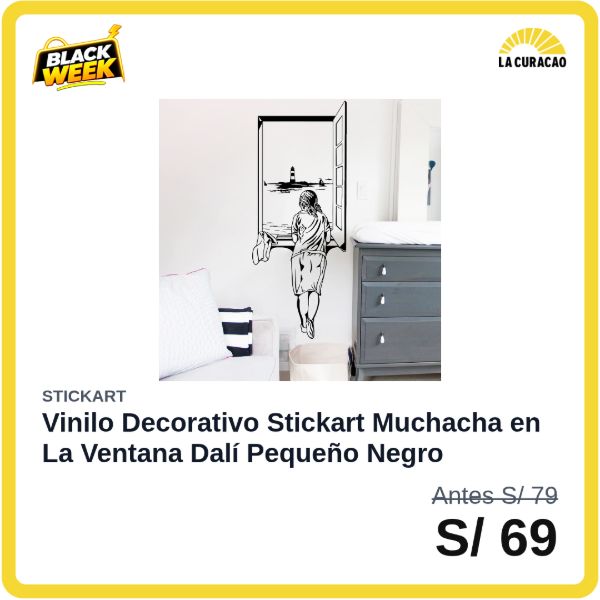 BLACK
WEEK
LA CURACAO
STICKART
Vinilo Decorativo Stickart Muchacha en
La Ventana Dalí Pequeño Negro
Antes S/ 79
S/ 69